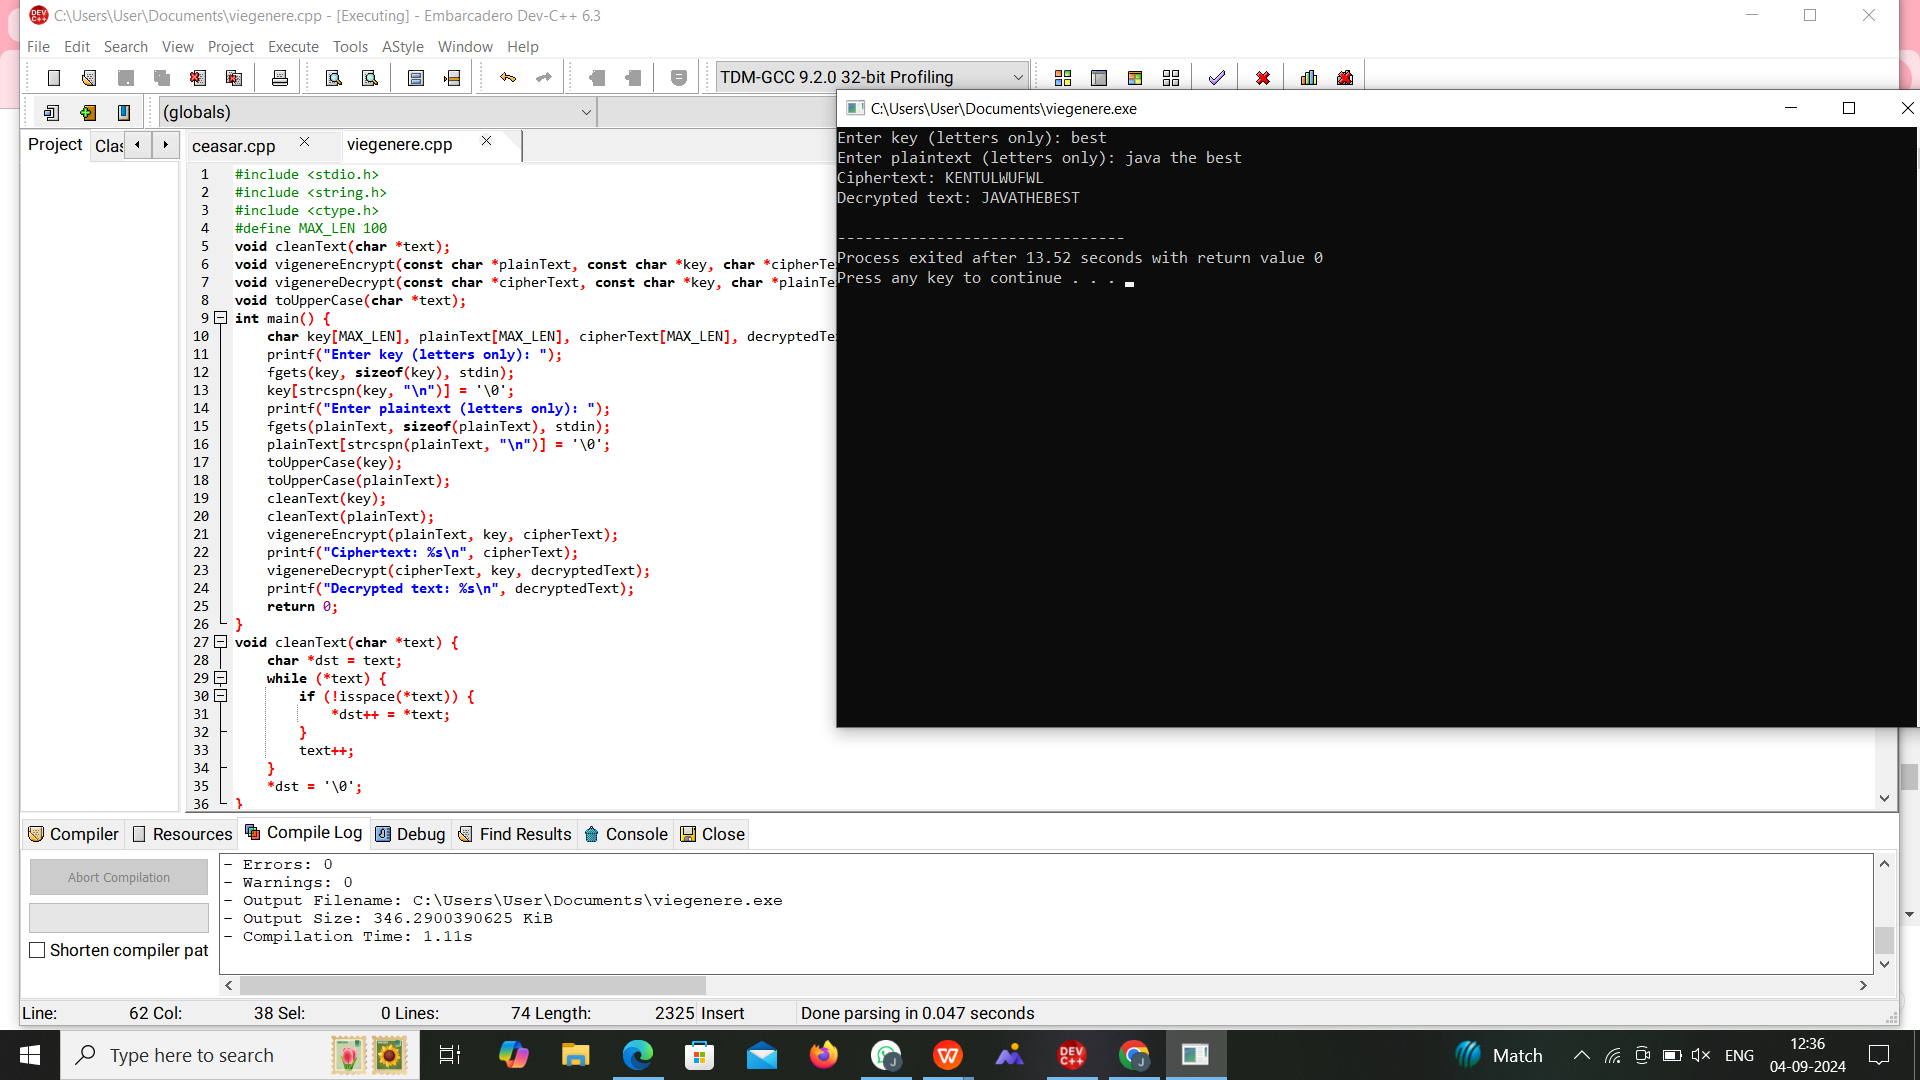 C:\Users\User\Documents\viegenere.cpp - [Executing] - Embarcadero Dev-C++ 6.3
File Edit Search View Project Execute Tools AStyle Window Help
TDM-GCC 9.2.0 32-bit Profiling
(globals)
Project Clas
ceasar.cpp viegenere.cpp
1 #include <stdio.h>
2 #include <string.h>
3 #include <ctype.h>
4 #define MAX_LEN 100
5 void cleanText(char *text);
6 void vigenereEncrypt(const char *plainText, const char *key, char *cipherTe
7 void vigenereDecrypt(const char *cipherText, const char *key, char *plainTe
8 void toUpperCase(char *text);
9 int main() {
10 char key[MAX_LEN], plainText[MAX_LEN], cipherText[MAX_LEN], decryptedTe
11 printf("Enter key (letters only): ");
12 fgets(key, sizeof(key), stdin);
13 key[strcspn(key, "\n")] = '\0';
14 printf("Enter plaintext (letters only): ");
15 fgets(plainText, sizeof(plainText), stdin);
16 plainText[strcspn(plainText, "\n")] = '\0';
17 toUpperCase(key);
18 toUpperCase(plainText);
19 cleanText(key);
20 cleanText(plainText);
21 vigenereEncrypt(plainText, key, cipherText);
22 printf("Ciphertext: %s\n", cipherText);
23 vigenereDecrypt(cipherText, key, decryptedText);
24 printf("Decrypted text: %s\n", decryptedText);
25 return 0;
26 }
27 void cleanText(char *text) {
28 char *dst = text;
29 while (*text) {
30 if (!isspace(*text)) {
31 *dst++ = *text;
32 }
33 text++;
34 }
35 *dst = '\0';
36 }
C:\Users\User\Documents\viegenere.exe
Enter key (letters only): best
Enter plaintext (letters only): java the best
Ciphertext: KENTULWUFWL
Decrypted text: JAVATHEBEST
--------------------------------
Process exited after 13.52 seconds with return value 0
Press any key to continue . . .
Compiler Resources Compile Log Debug Find Results Console Close
Abort Compilation
Shorten compiler pat
- Errors: 0
- Warnings: 0
- Output Filename: C:\Users\User\Documents\viegenere.exe
- Output Size: 346.2900390625 KiB
- Compilation Time: 1.11s
Line: 62 Col: 38 Sel: 0 Lines: 74 Length: 2325 Insert Done parsing in 0.047 seconds
Type here to search
Match ENG
12:36
04-09-2024